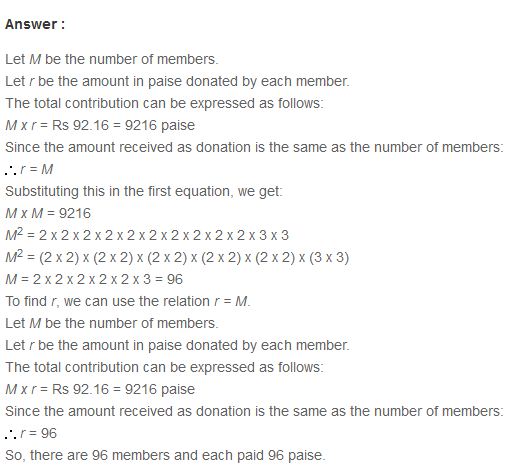 Answer :
Let M be the number of members.
Let r be the amount in paise donated by each member.
The total contribution can be expressed as follows:
M x r = Rs 92.16 = 9216 paise
Since the amount received as donation is the same as the number of members:
∴ r = M
Substituting this in the first equation, we get:
M x M = 9216
M² = 2 x 2 x 2 x 2 x 2 x 2 x 2 x 2 x 2 x 2 x 3 x 3
M² = (2 x 2) x (2 x 2) x (2 x 2) x (2 x 2) x (2 x 2) x (3 x 3)
M = 2 x 2 x 2 x 2 x 2 x 3 = 96
To find r, we can use the relation r = M.
Let M be the number of members.
Let r be the amount in paise donated by each member.
The total contribution can be expressed as follows:
M x r = Rs 92.16 = 9216 paise
Since the amount received as donation is the same as the number of members:
∴ r = 96
So, there are 96 members and each paid 96 paise.